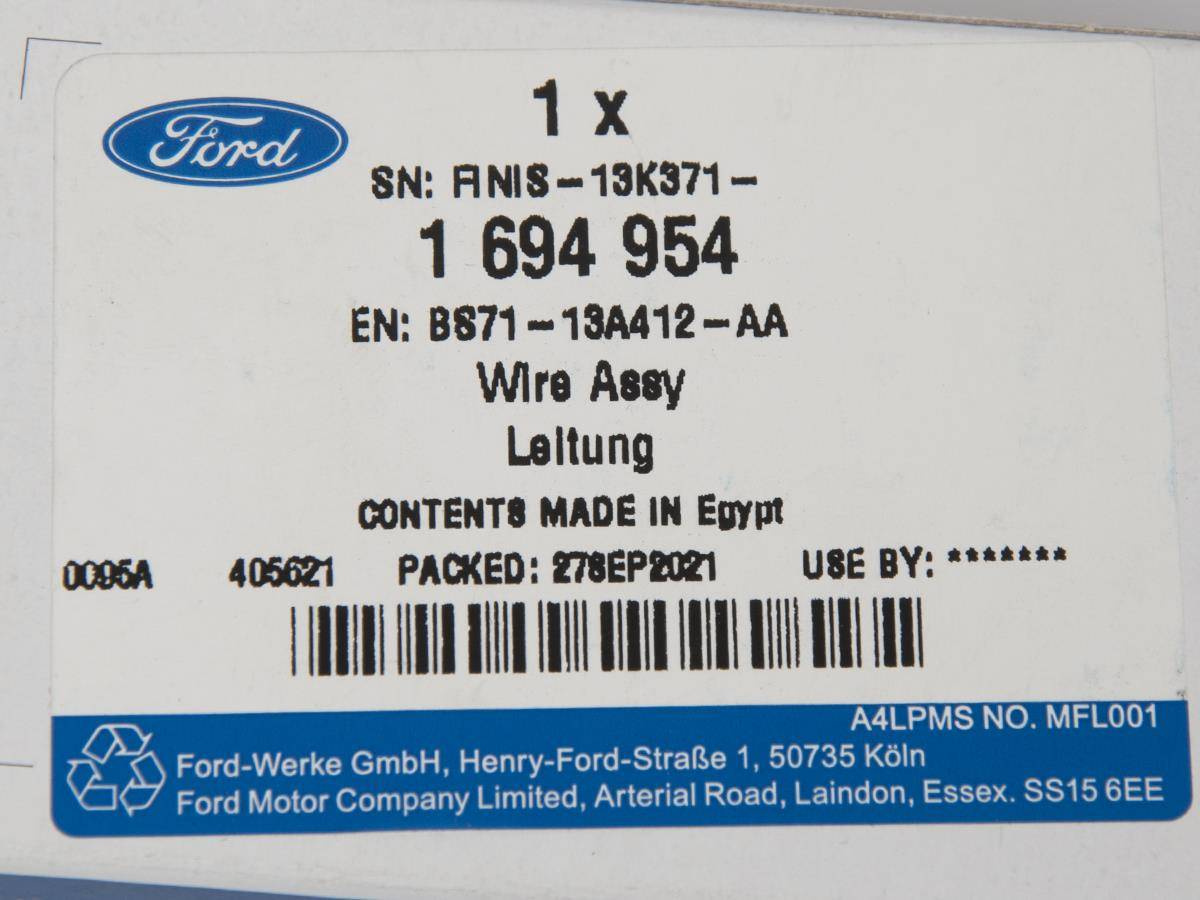 Ford
1 x
SN: FINIS-13K371-
1 694 954
EN: BS71-13A412-AA
Wire Assy
Leitung
CONTENTS MADE IN Egypt
0095A 405621 PACKED: 27SEP2021 USE BY: *******
A4LPMS NO. MFL001
Ford-Werke GmbH, Henry-Ford-Straße 1, 50735 Köln
Ford Motor Company Limited, Arterial Road, Laindon, Essex. SS15 6EE